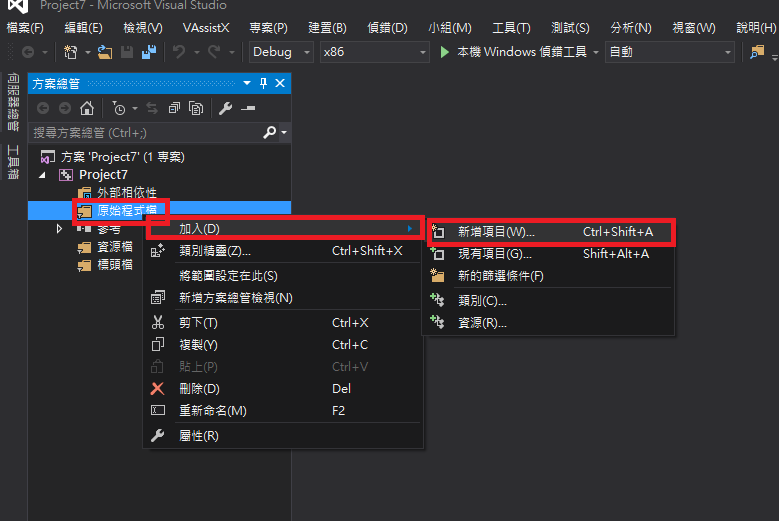 Project7 - Microsoft Visual Studio
檔案(F) 編輯(E) 檢視(V) VAssistX 專案(P) 建置(B) 偵錯(D) 小組(M) 工具(T) 測試(S) 分析(N) 視窗(W) 說明(H)
Debug x86 本機 Windows 偵錯工具 自動
伺服器總管
工具箱
方案總管
搜尋方案總管 (Ctrl+;)
方案 'Project7' (1 專案)
Project7
外部相依性
原始程式檔
參考
資源檔
標頭檔
加入(D)
類別精靈(Z)... Ctrl+Shift+X
將範圍設定在此(S)
新增方案總管檢視(N)
剪下(T) Ctrl+X
複製(Y) Ctrl+C
貼上(P) Ctrl+V
刪除(D) Del
重新命名(M) F2
屬性(R)
新增項目(W)... Ctrl+Shift+A
現有項目(G)... Shift+Alt+A
新的篩選條件(F)
類別(C)...
資源(R)...